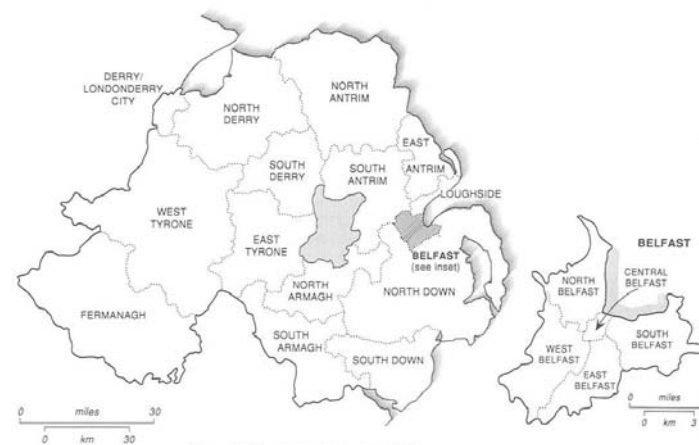 DERRY/
LONDONDERRY
CITY
NORTH
DERRY
NORTH
ANTRIM
EAST
ANTRIM
SOUTH
DERRY
SOUTH
ANTRIM
LOUGHSIDE
WEST
TYRONE
EAST
TYRONE
BELFAST
(see inset)
NORTH
ARMAGH
NORTH DOWN
FERMANAGH
SOUTH
ARMAGH
SOUTH DOWN
0 miles 30
0 km 30
BELFAST
NORTH
BELFAST
CENTRAL
BELFAST
SOUTH
BELFAST
WEST
BELFAST
EAST
BELFAST
0 miles
0 km 3